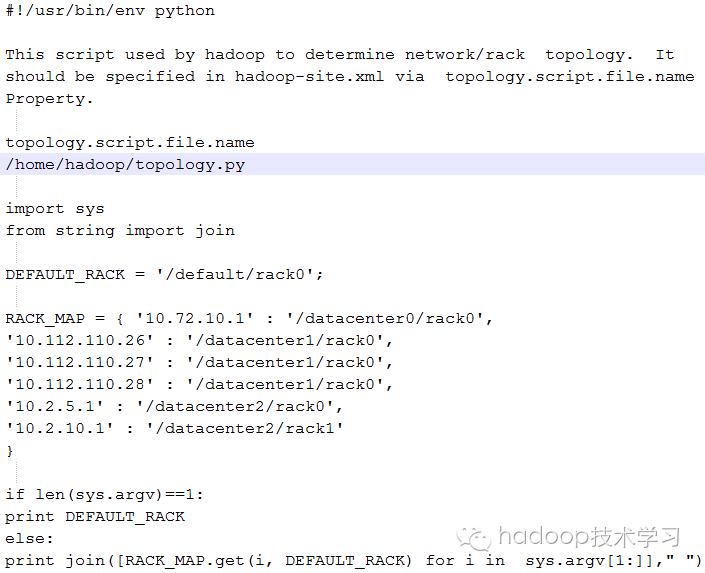 #!/usr/bin/env python
This script used by hadoop to determine network/rack  topology.  It
should be specified in hadoop-site.xml via  topology.script.file.name
Property.
topology.script.file.name
/home/hadoop/topology.py
import sys
from string import join
DEFAULT_RACK = '/default/rack0';
RACK_MAP = { '10.72.10.1' : '/datacenter0/rack0',
'10.112.110.26' : '/datacenter1/rack0',
'10.112.110.27' : '/datacenter1/rack0',
'10.112.110.28' : '/datacenter1/rack0',
'10.2.5.1' : '/datacenter2/rack0',
'10.2.10.1' : '/datacenter2/rack1'
}
if len(sys.argv)==1:
print DEFAULT_RACK
else:
print join([RACK_MAP.get(i, DEFAULT_RACK) for i in  sys.argv[1:]]," ")
hadoop技术学习